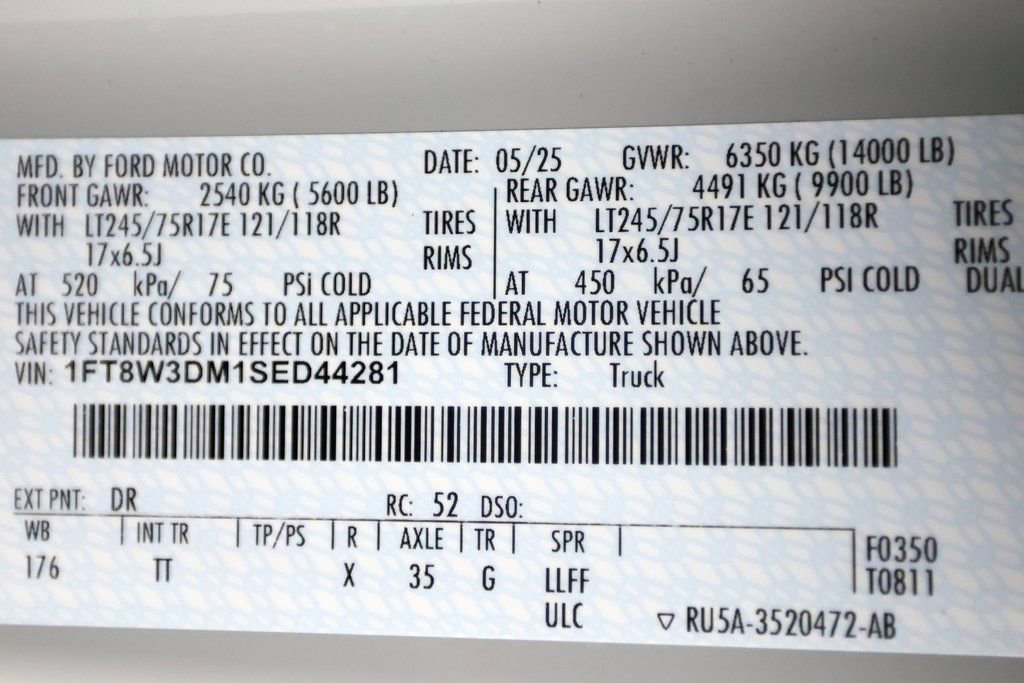 MFD. BY FORD MOTOR CO. DATE: 05/25 GVWR: 6350 KG (14000 LB)
FRONT GAWR: 2540 KG ( 5600 LB) REAR GAWR: 4491 KG ( 9900 LB)
WITH LT245/75R17E 121/118R TIRES WITH LT245/75R17E 121/118R TIRES
17x6.5J RIMS 17x6.5J RIMS
AT 520 kPa/ 75 PSi COLD AT 450 kPa/ 65 PSI COLD DUAL
THIS VEHICLE CONFORMS TO ALL APPLICABLE FEDERAL MOTOR VEHICLE
SAFETY STANDARDS IN EFFECT ON THE DATE OF MANUFACTURE SHOWN ABOVE.
VIN: 1FT8W3DM1SED44281 TYPE: Truck
EXT PNT: DR RC: 52 DSO:
WB INT TR TP/PS R AXLE TR SPR F0350
176 TT X 35 G LLFF T0811
ULC ▽ RU5A-3520472-AB